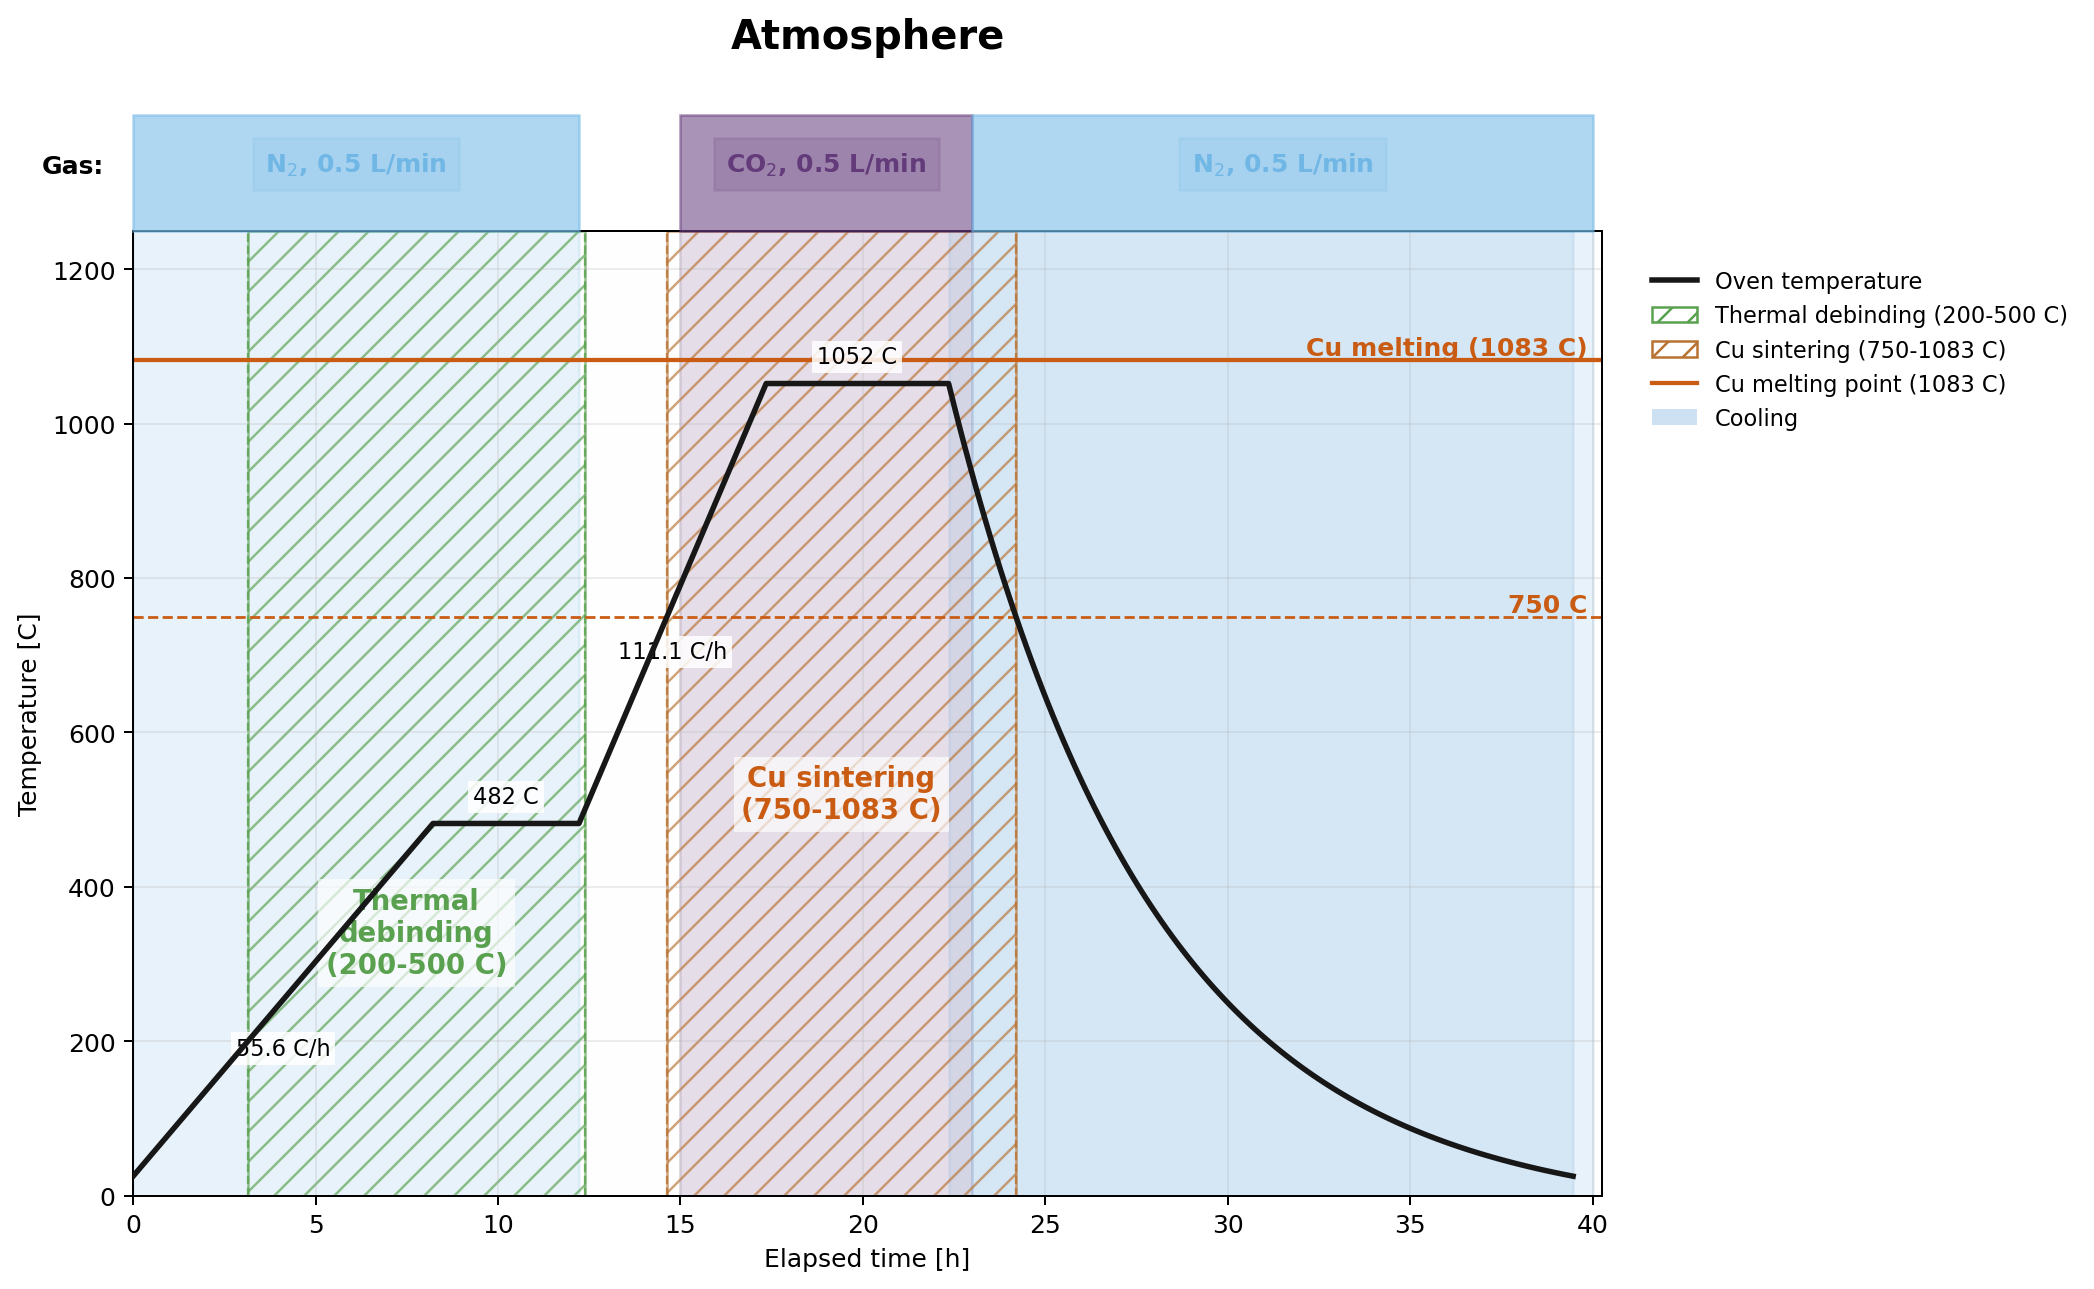 Atmosphere
Gas:
N₂, 0.5 L/min
CO₂, 0.5 L/min
N₂, 0.5 L/min
1200
1000
800
600
400
200
0
Temperature [C]
Cu melting (1083 C)
1052 C
750 C
111.1 C/h
482 C
Cu sintering
(750-1083 C)
Thermal
debinding
(200-500 C)
55.6 C/h
0
5
10
15
20
25
30
35
40
Elapsed time [h]
Oven temperature
Thermal debinding (200-500 C)
Cu sintering (750-1083 C)
Cu melting point (1083 C)
Cooling